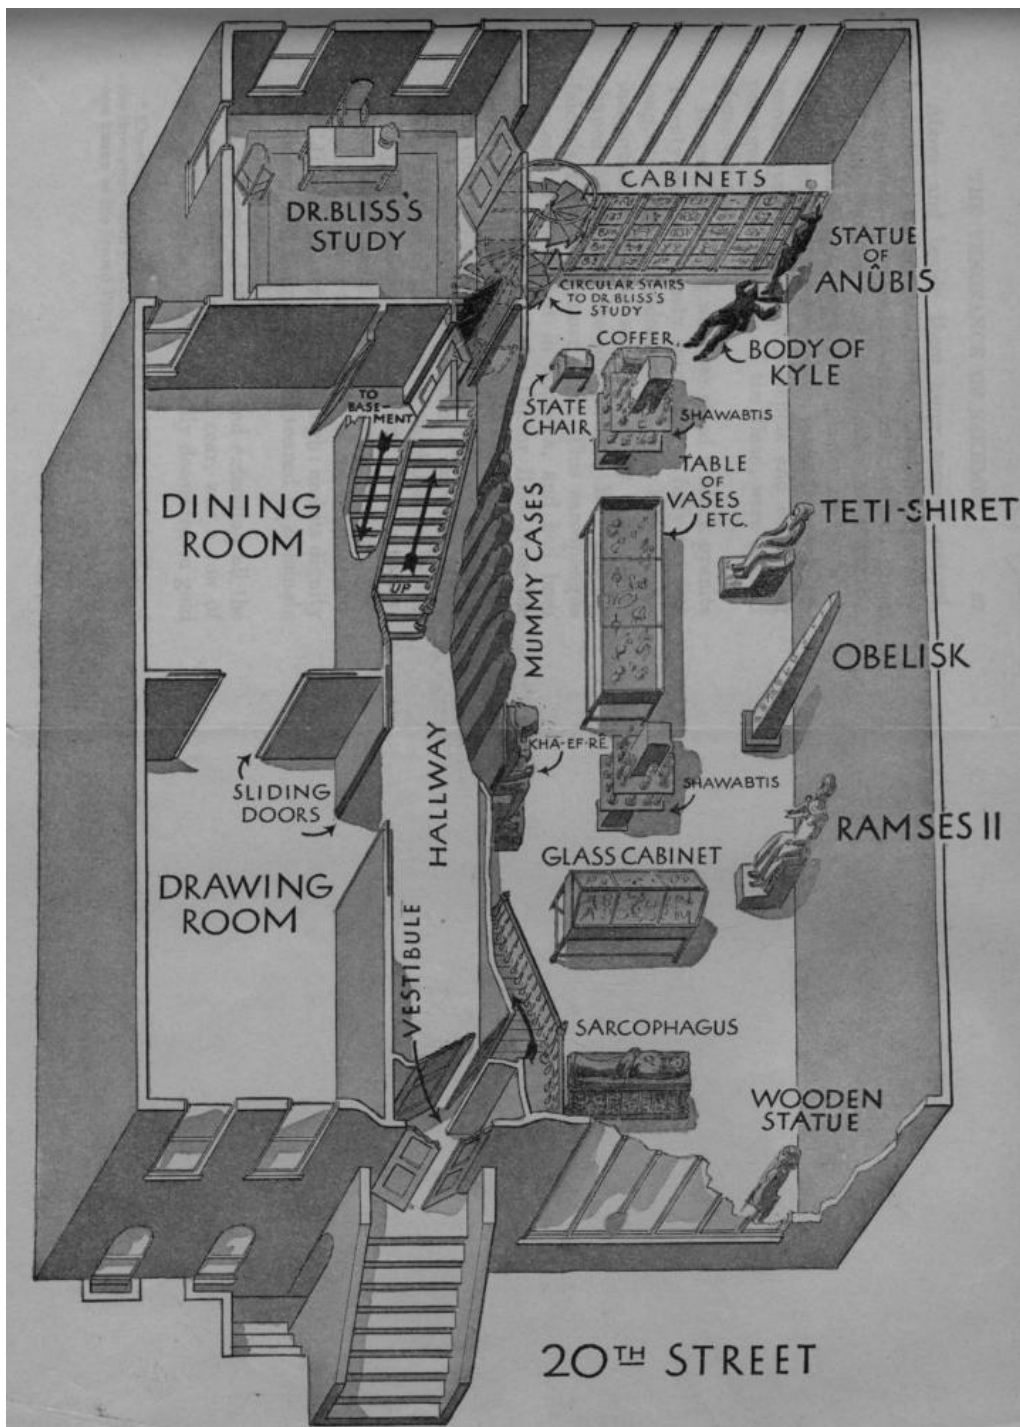 CABINETS
DR. BLISS'S
STUDY
STATUE
OF
ANÛBIS
CIRCULAR STAIRS
TO DR. BLISS'S
STUDY
BODY OF
KYLE
COFFER
STATE
CHAIR
SHAWABTIS
TO
BASE-
MENT
TABLE
OF
VASES
ETC.
DINING
ROOM
MUMMY CASES
TETI-SHIRET
UP
OBELISK
HALLWAY
KHA-EF-RE
SLIDING
DOORS
SHAWABTIS
RAMSES II
GLASS CABINET
DRAWING
ROOM
VESTIBULE
SARCOPHAGUS
WOODEN
STATUE
20TH STREET